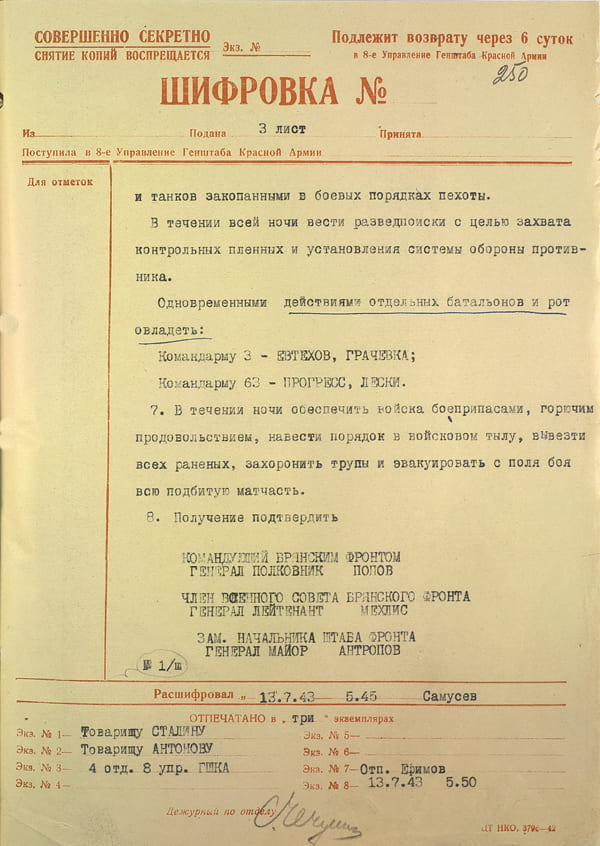 СОВЕРШЕННО СЕКРЕТНО
СНЯТИЕ КОПИЙ ВОСПРЕЩАЕТСЯ
Экз. №
Подлежит возврату через 6 суток
в 8-е Управление Генштаба Красной Армии
250
ШИФРОВКА №
Из Подана 3 лист Принята
Поступила в 8-е Управление Генштаба Красной Армии
Для отметок
и танков закопанными в боевых порядках пехоты.
В течении всей ночи вести разведпоиски с целью захвата
контрольных пленных и установления системы обороны против-
ника.
Одновременными действиями отдельных батальонов и рот
овладеть:
Командарму 3 - ЕВТЕХОВ, ГРАЧЕВКА;
Командарму 63 - ПРОГРЕСС, ЛЕСКИ.
7. В течении ночи обеспечить войска боеприпасами, горючим
продовольствием, навести порядок в войсковом тылу, вывезти
всех раненых, захоронить трупы и эвакуировать с поля боя
всю подбитую матчасть.
8. Получение подтвердить
КОМАНДУЮЩИЙ БРЯНСКИМ ФРОНТОМ
ГЕНЕРАЛ ПОЛКОВНИК ПОПОВ
ЧЛЕН ВОЕННОГО СОВЕТА БРЯНСКОГО ФРОНТА
ГЕНЕРАЛ ЛЕЙТЕНАНТ МЕХЛИС
ЗАМ. НАЧАЛЬНИКА ШТАБА ФРОНТА
ГЕНЕРАЛ МАЙОР АНТРОПОВ
№ 1/ш
Расшифровал „ 13.7.43 5.45 Самусев
ОТПЕЧАТАНО в „ три " экземплярах
Экз. № 1— Товарищу СТАЛИНУ
Экз. № 2— Товарищу АНТОНОВУ
Экз. № 3— 4 отд. 8 упр. ГШКА
Экз. № 4—
Экз. № 5—
Экз. № 6—
Экз. № 7— Отп. Ефимов
Экз. № 8— 13.7.43 5.50
Дежурный по отделу
ЦТ НКО, 379с—42